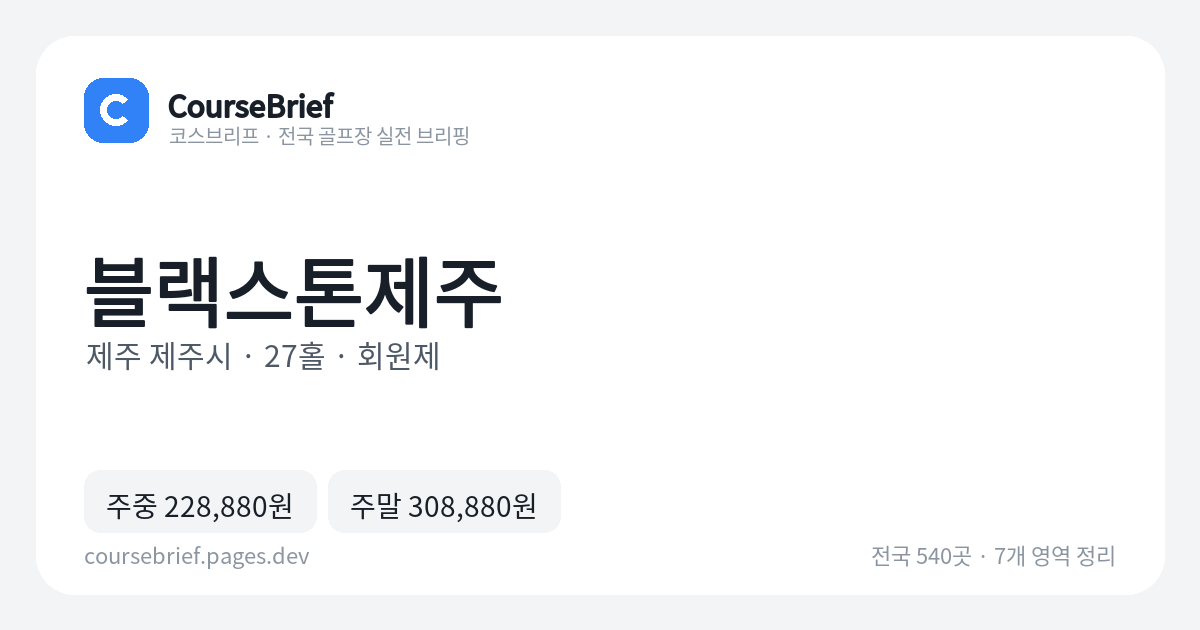 C
CourseBrief
코스브리프 · 전국 골프장 실전 브리핑
블랙스톤제주
제주 제주시 · 27홀 · 회원제
주중 228,880원
주말 308,880원
coursebrief.pages.dev
전국 540곳 · 7개 영역 정리